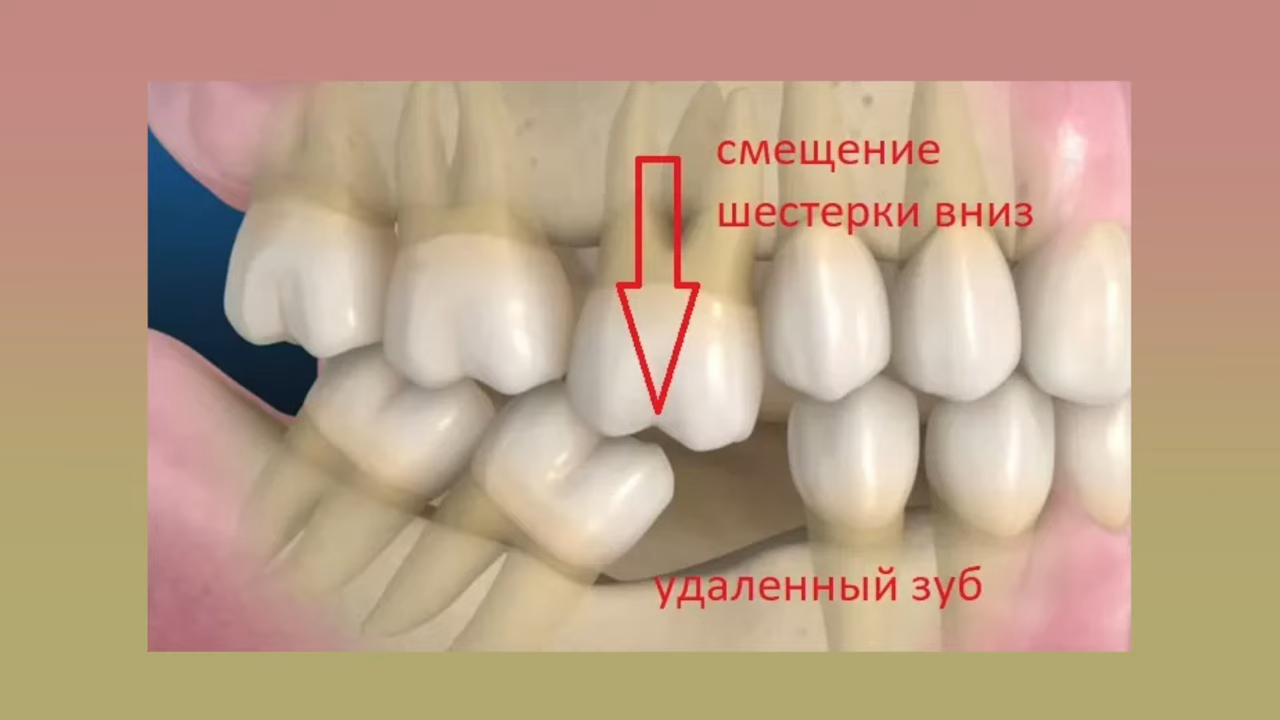 смещение
шестерки вниз
удаленный зуб